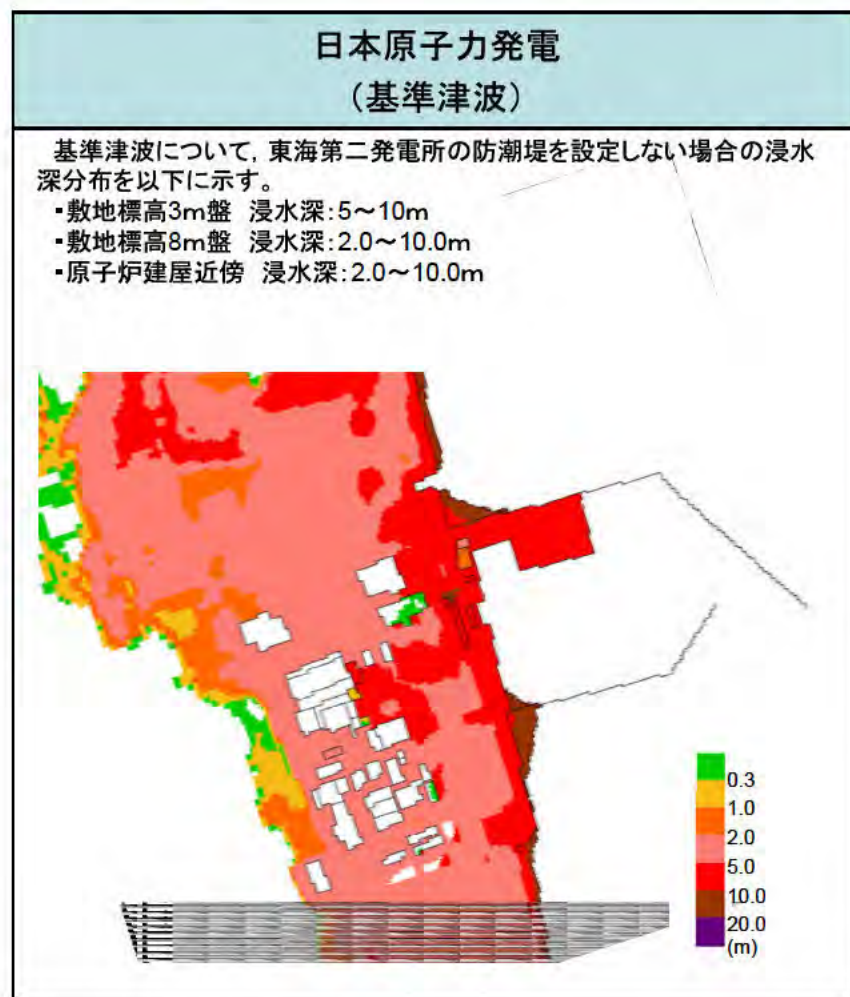 日本原子力発電
(基準津波)
基準津波について,東海第二発電所の防潮堤を設定しない場合の浸水
深分布を以下に示す。
▪敷地標高3m盤 浸水深:5~10m
▪敷地標高8m盤 浸水深:2.0~10.0m
▪原子炉建屋近傍 浸水深:2.0~10.0m
0.3
1.0
2.0
5.0
10.0
20.0
(m)